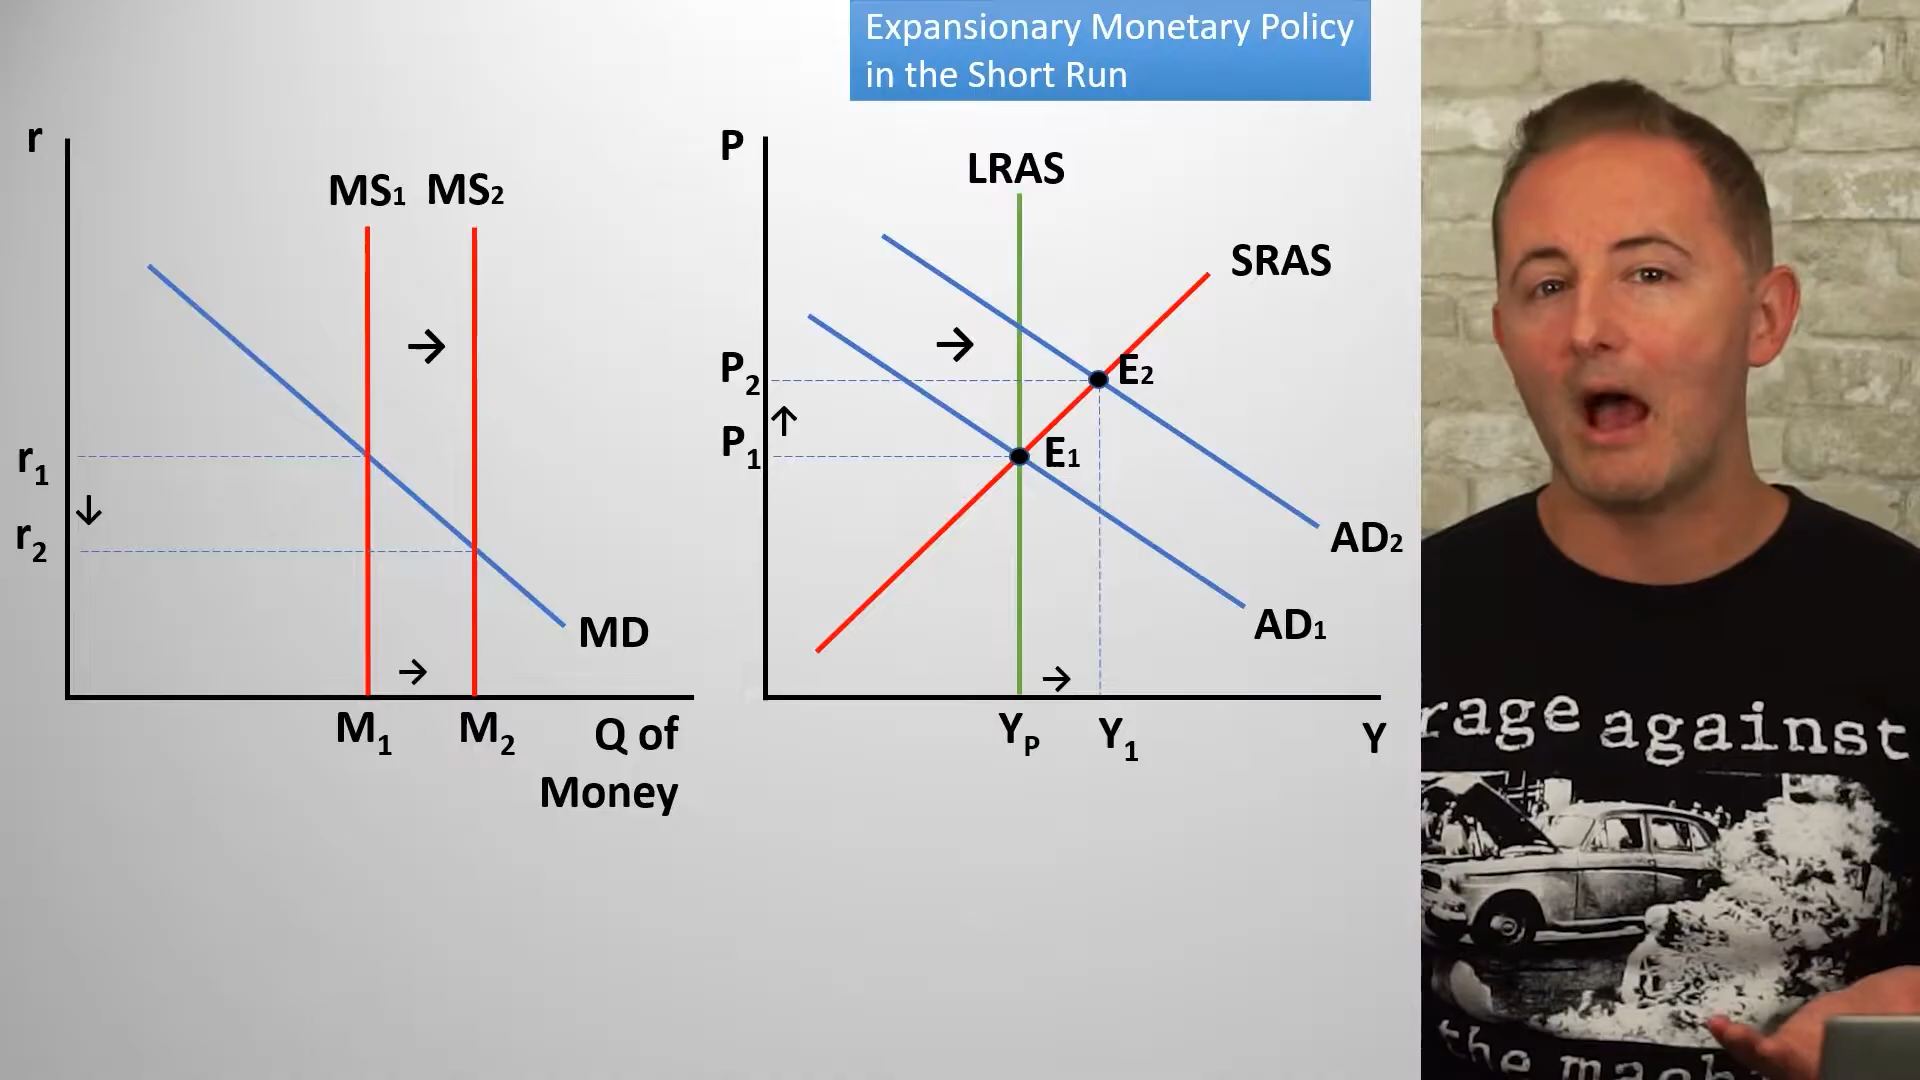 Expansionary Monetary Policy
in the Short Run
r
MS1 MS2
r1
r2
MD
M1 M2 Q of
Money
P
LRAS
SRAS
P2
E2
P1
E1
AD2
AD1
YP Y1 Y
rage against
the mach